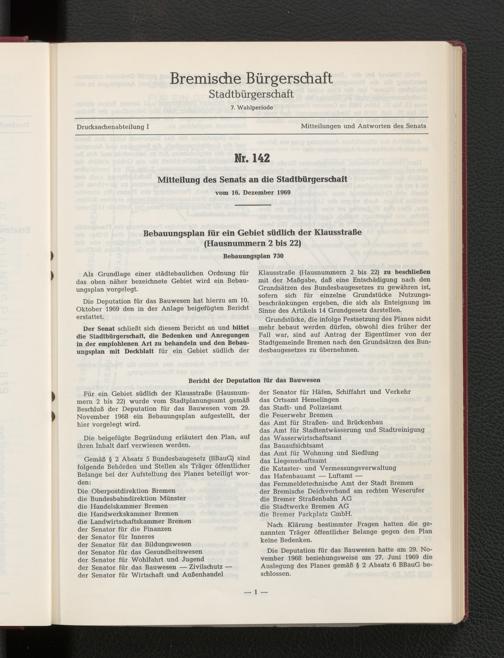 Bremische Bürgerschaft
Stadtbürgerschaft
7. Wahlperiode
Drucksachenabteilung I
Mitteilungen und Antworten des Senats
Nr. 142
Mitteilung des Senats an die Stadtbürgerschaft
vom 16. Dezember 1969
Bebauungsplan für ein Gebiet südlich der Klausstraße
(Hausnummern 2 bis 22)
Bebauungsplan 730
Als Grundlage einer städtebaulichen Ordnung für
das oben näher bezeichnete Gebiet wird ein Bebau-
ungsplan vorgelegt.
Die Deputation für das Bauwesen hat hierzu am 10.
Oktober 1969 den in der Anlage beigefügten Bericht
erstattet.
Der Senat schließt sich diesem Bericht an und bittet
die Stadtbürgerschaft, die Bedenken und Anregungen
in der empfohlenen Art zu behandeln und den Bebau-
ungsplan mit Deckblatt für ein Gebiet südlich der
Klausstraße (Hausnummern 2 bis 22) zu beschließen
mit der Maßgabe, daß eine Entschädigung nach den
Grundsätzen des Bundesbaugesetzes zu gewähren ist,
sofern sich für einzelne Grundstücke Nutzungs-
beschränkungen ergeben, die sich als Enteignung im
Sinne des Artikels 14 Grundgesetz darstellen.
Grundstücke, die infolge Festsetzung des Planes nicht
mehr bebaut werden dürfen, obwohl dies früher der
Fall war, sind auf Antrag der Eigentümer von der
Stadtgemeinde Bremen nach den Grundsätzen des Bun-
desbaugesetzes zu übernehmen.
Bericht der Deputation für das Bauwesen
Für ein Gebiet südlich der Klausstraße (Hausnum-
mern 2 bis 22) wurde vom Stadtplanungsamt gemäß
Beschluß der Deputation für das Bauwesen vom 29.
November 1968 ein Bebauungsplan aufgestellt, der
hier vorgelegt wird.
Die beigefügte Begründung erläutert den Plan, auf
ihren Inhalt darf verwiesen werden.
Gemäß § 2 Absatz 5 Bundesbaugesetz (BBauG) sind
folgende Behörden und Stellen als Träger öffentlicher
Belange bei der Aufstellung des Planes beteiligt wor-
den:
Die Oberpostdirektion Bremen
die Bundesbahndirektion Münster
die Handelskammer Bremen
die Handwerkskammer Bremen
die Landwirtschaftskammer Bremen
der Senator für die Finanzen
der Senator für Inneres
der Senator für das Bildungswesen
der Senator für das Gesundheitswesen
der Senator für Wohlfahrt und Jugend
der Senator für das Bauwesen — Zivilschutz —
der Senator für Wirtschaft und Außenhandel
der Senator für Häfen, Schiffahrt und Verkehr
das Ortsamt Hemelingen
das Stadt- und Polizeiamt
die Feuerwehr Bremen
das Amt für Straßen- und Brückenbau
das Amt für Stadtentwässerung und Stadtreinigung
das Wasserwirtschaftsamt
das Bauaufsichtsamt
das Amt für Wohnung und Siedlung
das Liegenschaftsamt
die Kataster- und Vermessungsverwaltung
das Hafenbauamt — Luftamt —
das Fernmeldetechnische Amt der Stadt Bremen
der Bremische Deichverband am rechten Weserufer
die Bremer Straßenbahn AG
die Stadtwerke Bremen AG
die Bremer Parkplatz GmbH.
Nach Klärung bestimmter Fragen hatten die ge-
nannten Träger öffentlicher Belange gegen den Plan
keine Bedenken.
Die Deputation für das Bauwesen hatte am 29. No-
vember 1968 beziehungsweise am 27. Juni 1969 die
Auslegung des Planes gemäß § 2 Absatz 6 BBauG be-
schlossen.
— 1 —